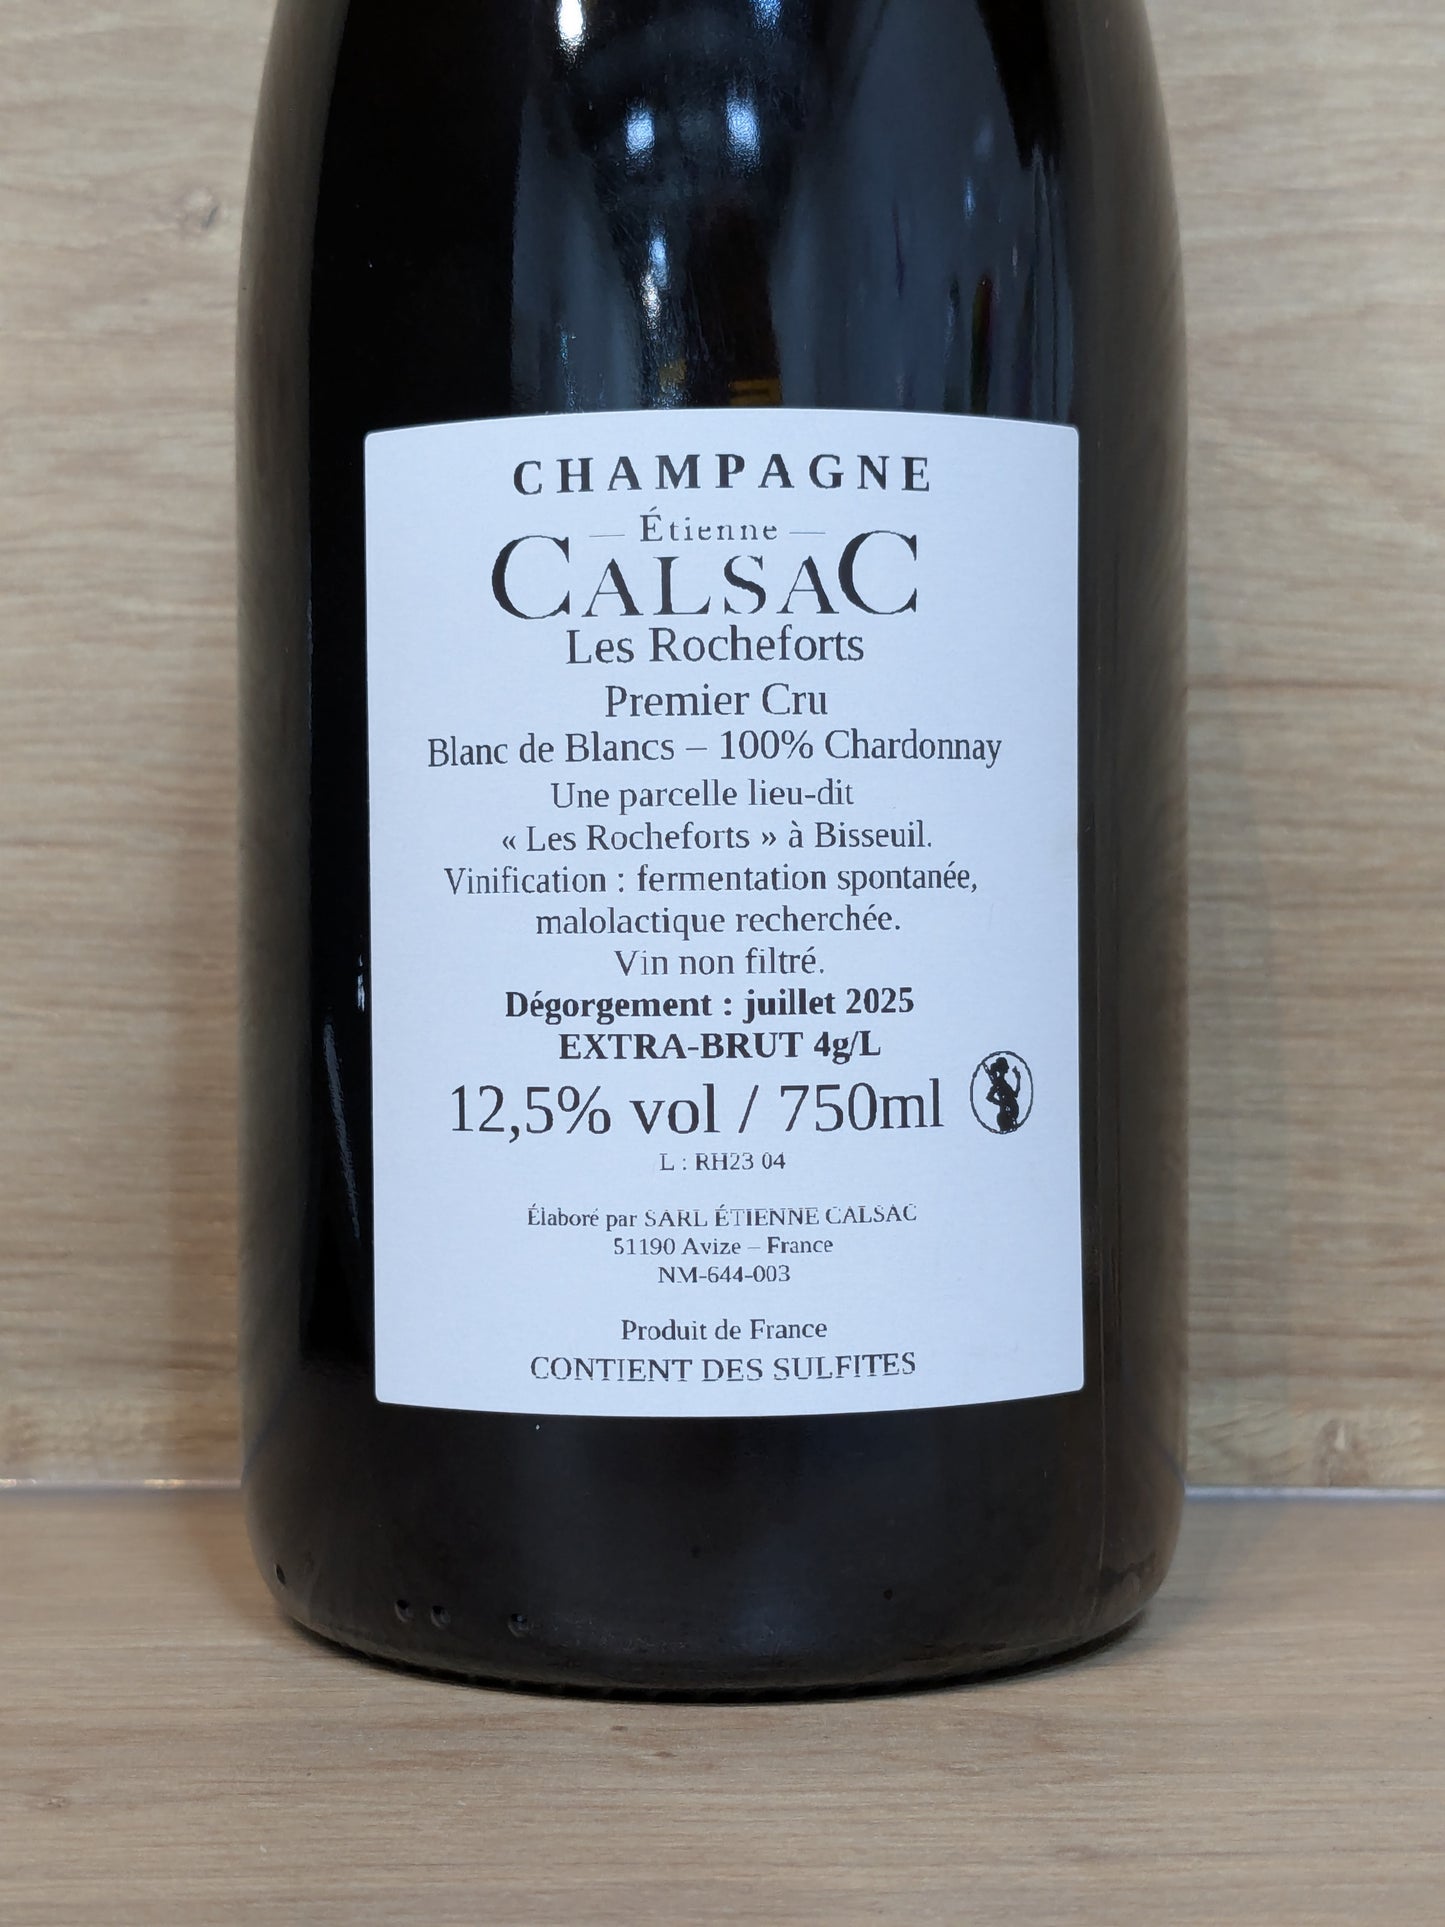 CHAMPAGNE
— Étienne —
CALSAC
Les Rocheforts
Premier Cru
Blanc de Blancs – 100% Chardonnay
Une parcelle lieu-dit
« Les Rocheforts » à Bisseuil.
Vinification : fermentation spontanée,
malolactique recherchée.
Vin non filtré.
Dégorgement : juillet 2025
EXTRA-BRUT 4g/L
12,5% vol / 750ml
L : RH23 04
Élaboré par SARL ÉTIENNE CALSAC
51190 Avize – France
NM-644-003
Produit de France
CONTIENT DES SULFITES